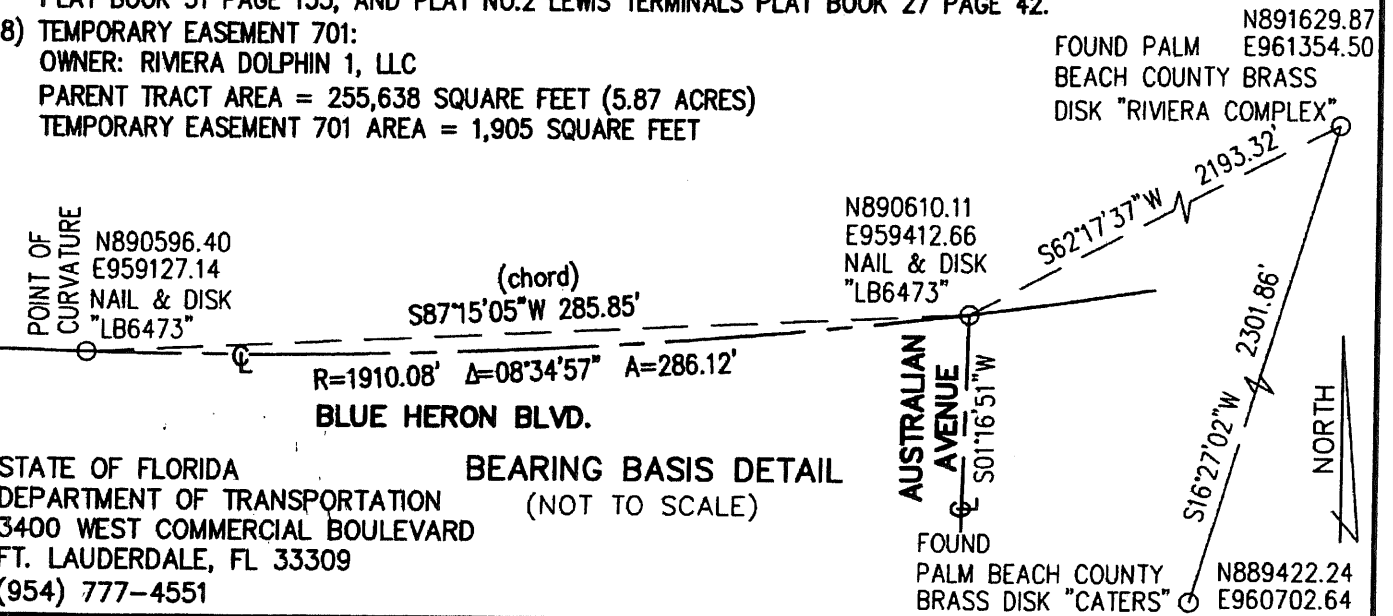 PLAT BOOK 51 PAGE 135, AND PLAT NO.2 LEWIS TERMINALS PLAT BOOK 27 PAGE 42.
8) TEMPORARY EASEMENT 701:
OWNER: RIVIERA DOLPHIN 1, LLC
PARENT TRACT AREA = 255,638 SQUARE FEET (5.87 ACRES)
TEMPORARY EASEMENT 701 AREA = 1,905 SQUARE FEET
N891629.87
FOUND PALM E961354.50
BEACH COUNTY BRASS
DISK "RIVIERA COMPLEX"
2193.32'
S62°17'37"W
N890610.11
E959412.66
NAIL & DISK
"LB6473"
POINT OF
CURVATURE
N890596.40
E959127.14
NAIL & DISK
"LB6473"
(chord)
S87°15'05"W 285.85'
℄
R=1910.08' Δ=08°34'57" A=286.12'
BLUE HERON BLVD.
AUSTRALIAN
AVENUE
S01°16'51"W
℄
2301.86'
S16°27'02"W
NORTH
BEARING BASIS DETAIL
(NOT TO SCALE)
STATE OF FLORIDA
DEPARTMENT OF TRANSPORTATION
3400 WEST COMMERCIAL BOULEVARD
FT. LAUDERDALE, FL 33309
(954) 777-4551
FOUND
PALM BEACH COUNTY N889422.24
BRASS DISK "CATERS" E960702.64